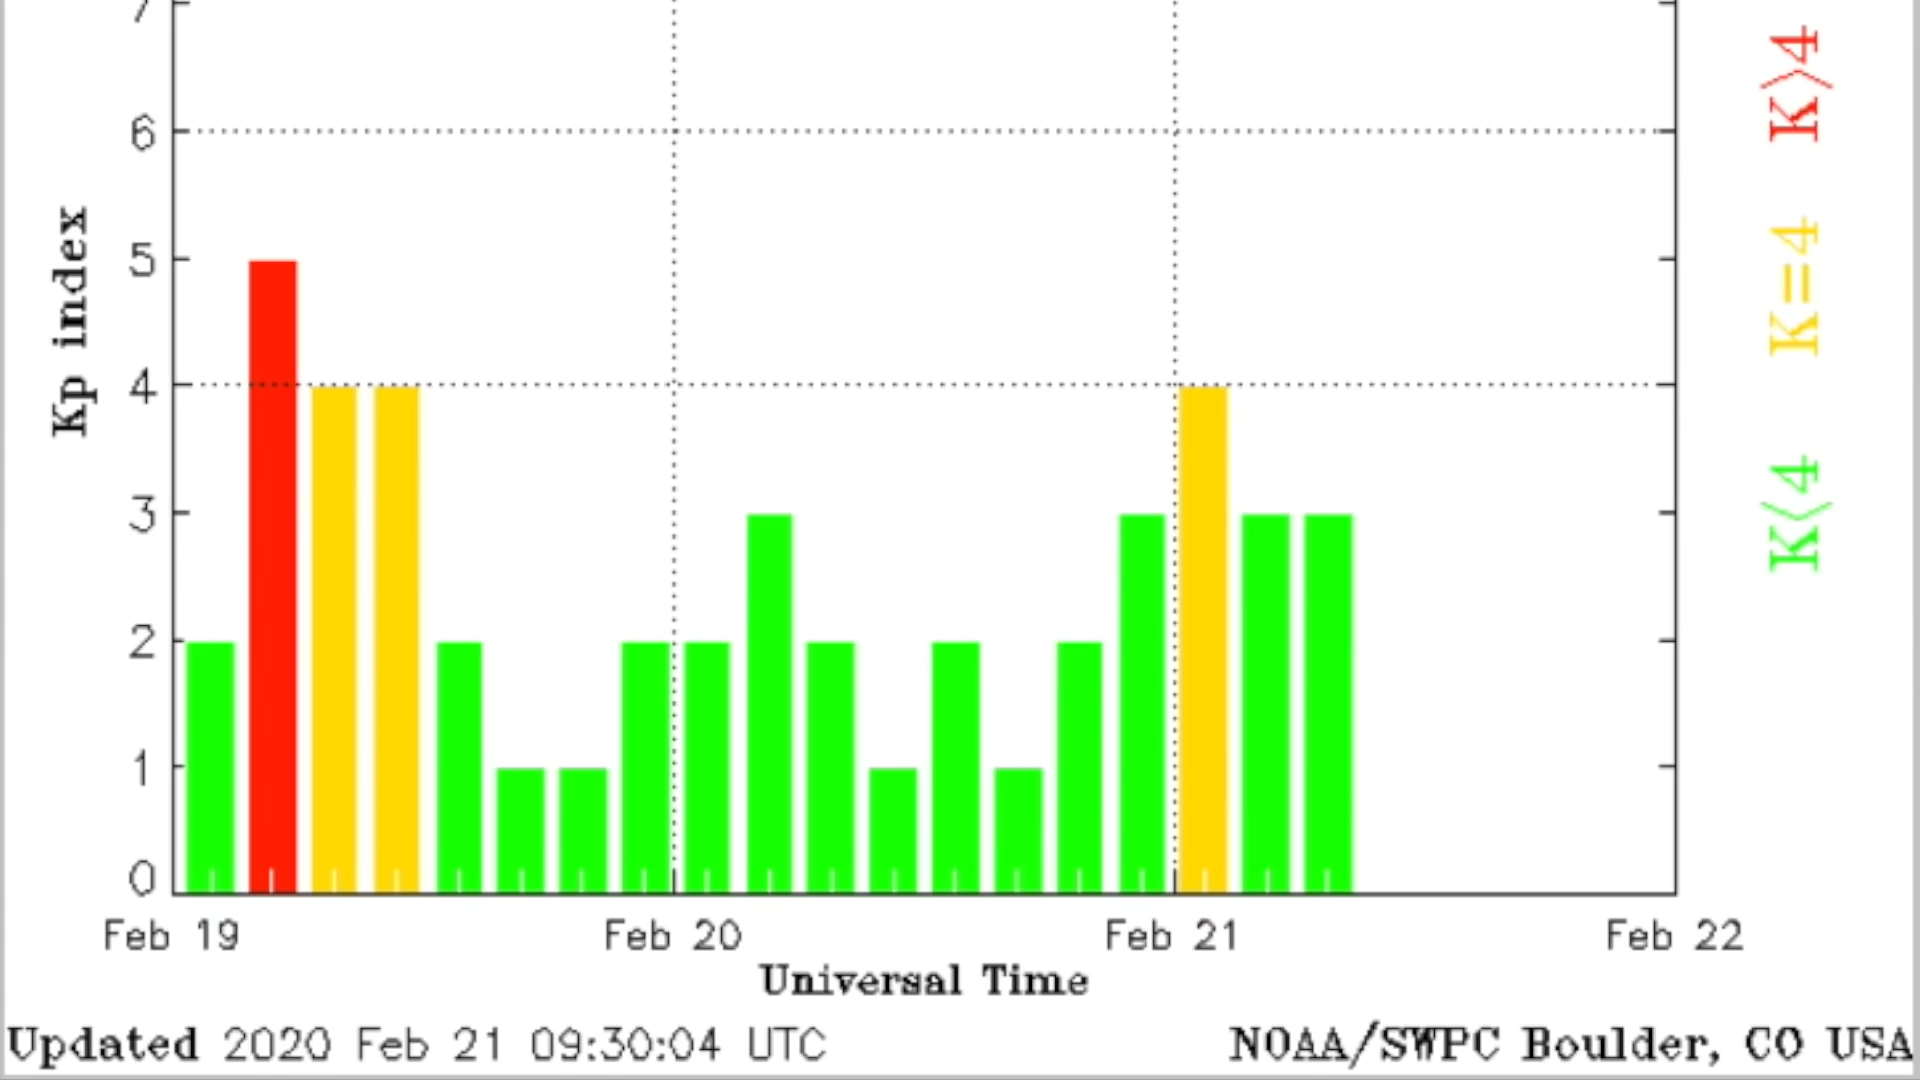 7
6
5
4
3
2
1
0
Kp index
Feb 19
Feb 20
Feb 21
Feb 22
Universal Time
K>4
K=4
K<4
Updated 2020 Feb 21 09:30:04 UTC
NOAA/SWPC Boulder, CO USA